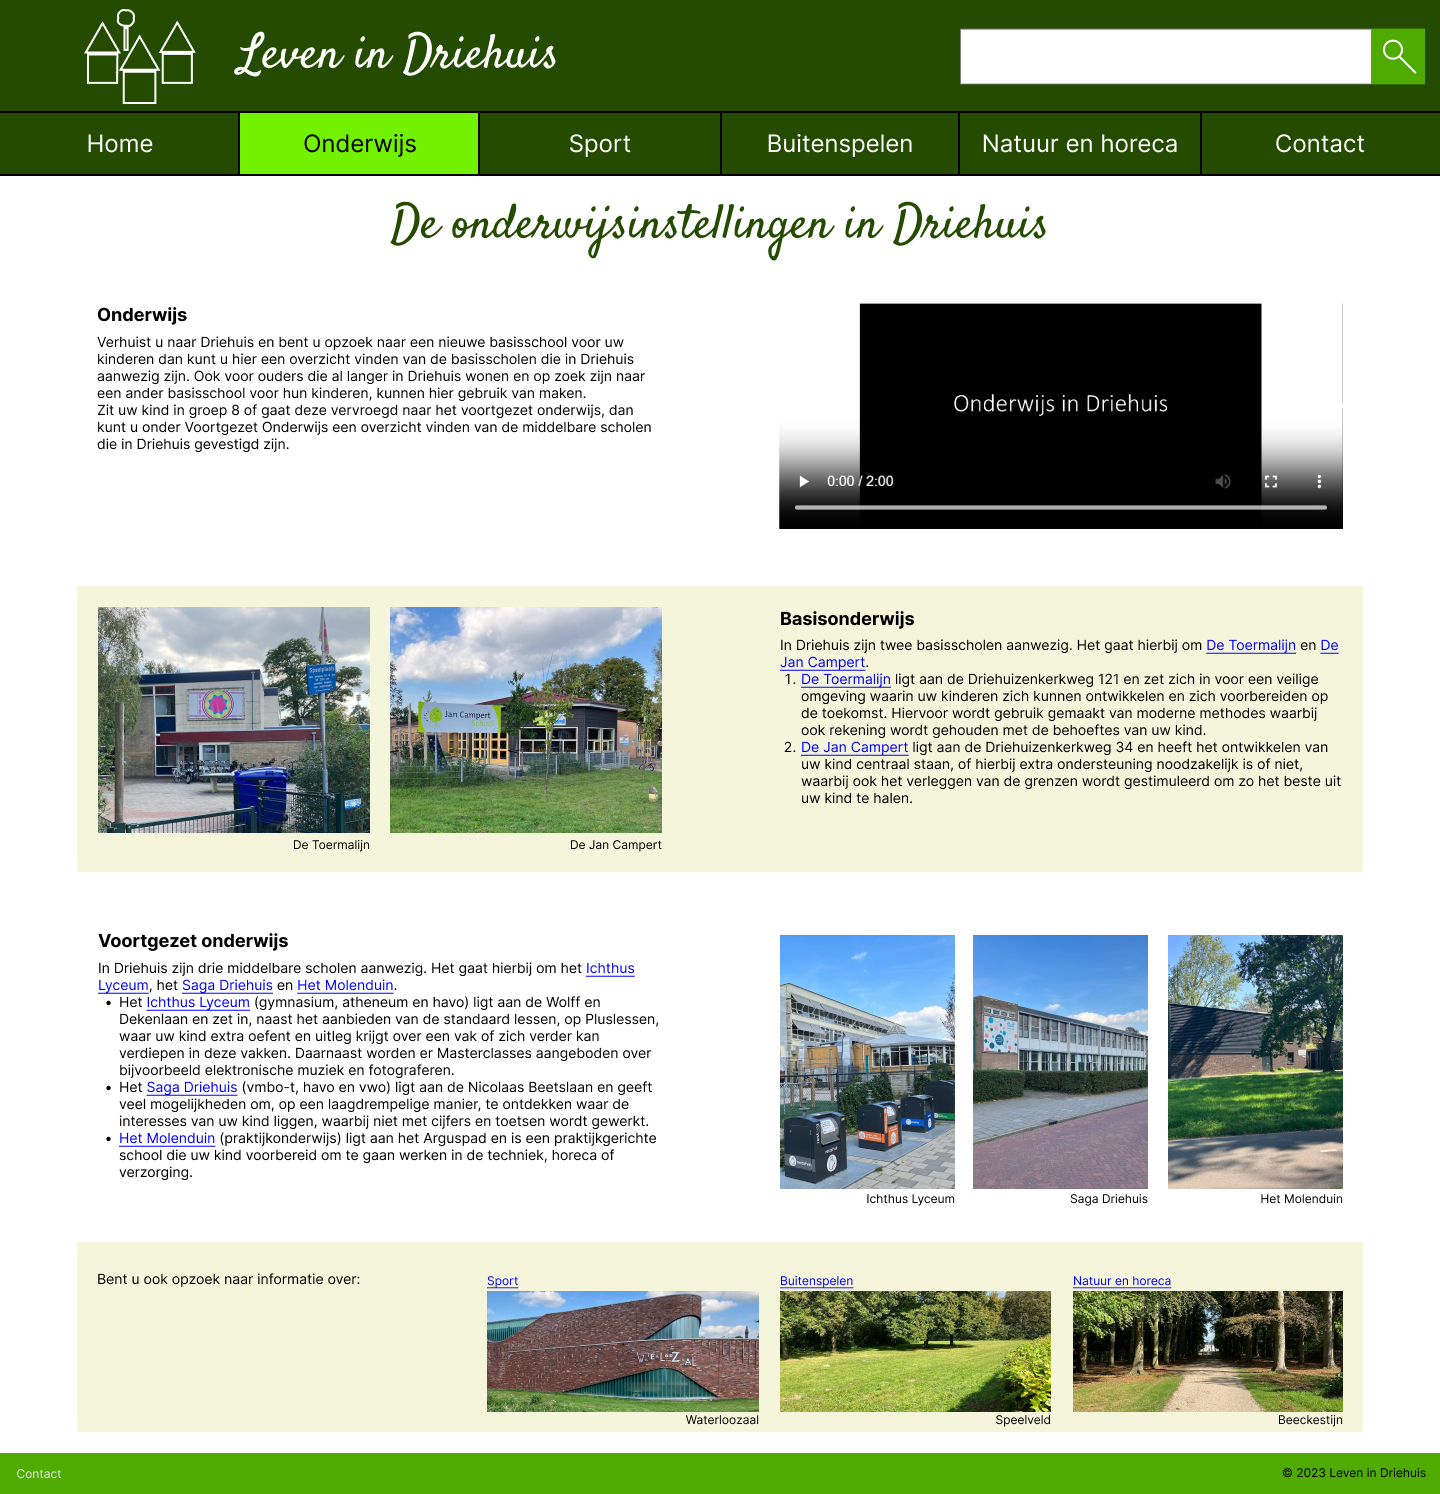 Leven in Driehuis
Home
Onderwijs
Sport
Buitenspelen
Natuur en horeca
Contact
De onderwijsinstellingen in Driehuis
Onderwijs
Verhuist u naar Driehuis en bent u opzoek naar een nieuwe basisschool voor uw
kinderen dan kunt u hier een overzicht vinden van de basisscholen die in Driehuis
aanwezig zijn. Ook voor ouders die al langer in Driehuis wonen en op zoek zijn naar
een ander basisschool voor hun kinderen, kunnen hier gebruik van maken.
Zit uw kind in groep 8 of gaat deze vervroegd naar het voortgezet onderwijs, dan
kunt u onder Voortgezet Onderwijs een overzicht vinden van de middelbare scholen
die in Driehuis gevestigd zijn.
Onderwijs in Driehuis
0:00 / 2:00
Speelplaats
Jan Campert
School
De Toermalijn
De Jan Campert
Basisonderwijs
In Driehuis zijn twee basisscholen aanwezig. Het gaat hierbij om De Toermalijn en De
Jan Campert.
1. De Toermalijn ligt aan de Driehuizenkerkweg 121 en zet zich in voor een veilige
omgeving waarin uw kinderen zich kunnen ontwikkelen en zich voorbereiden op
de toekomst. Hiervoor wordt gebruik gemaakt van moderne methodes waarbij
ook rekening wordt gehouden met de behoeftes van uw kind.
2. De Jan Campert ligt aan de Driehuizenkerkweg 34 en heeft het ontwikkelen van
uw kind centraal staan, of hierbij extra ondersteuning noodzakelijk is of niet,
waarbij ook het verleggen van de grenzen wordt gestimuleerd om zo het beste uit
uw kind te halen.
Voortgezet onderwijs
In Driehuis zijn drie middelbare scholen aanwezig. Het gaat hierbij om het Ichthus
Lyceum, het Saga Driehuis en Het Molenduin.
• Het Ichthus Lyceum (gymnasium, atheneum en havo) ligt aan de Wolff en
Dekenlaan en zet in, naast het aanbieden van de standaard lessen, op Pluslessen,
waar uw kind extra oefent en uitleg krijgt over een vak of zich verder kan
verdiepen in deze vakken. Daarnaast worden er Masterclasses aangeboden over
bijvoorbeeld elektronische muziek en fotograferen.
• Het Saga Driehuis (vmbo-t, havo en vwo) ligt aan de Nicolaas Beetslaan en geeft
veel mogelijkheden om, op een laagdrempelige manier, te ontdekken waar de
interesses van uw kind liggen, waarbij niet met cijfers en toetsen wordt gewerkt.
• Het Molenduin (praktijkonderwijs) ligt aan het Arguspad en is een praktijkgerichte
school die uw kind voorbereid om te gaan werken in de techniek, horeca of
verzorging.
Ichthus Lyceum
Saga Driehuis
Het Molenduin
Bent u ook opzoek naar informatie over:
Sport
Buitenspelen
Natuur en horeca
Waterloozaal
Speelveld
Beeckestijn
Contact
© 2023 Leven in Driehuis